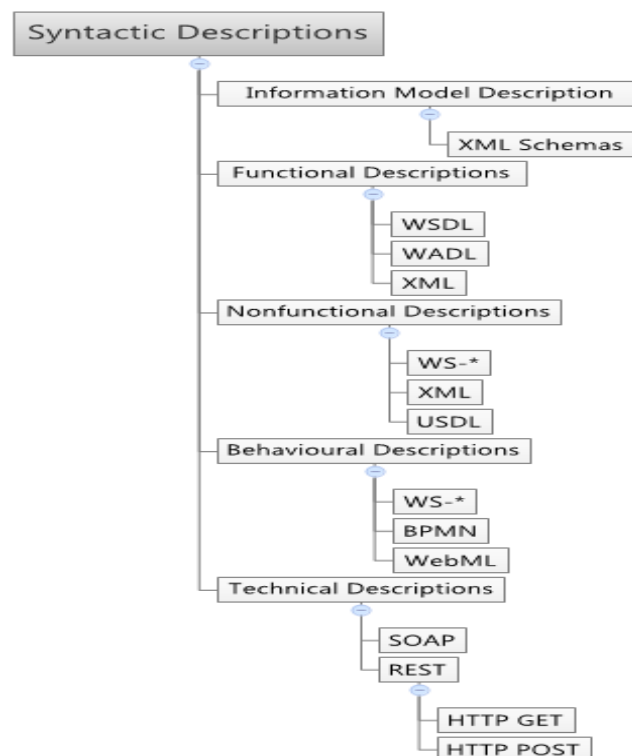 Syntactic Descriptions
Information Model Description
XML Schemas
Functional Descriptions
WSDL
WADL
XML
Nonfunctional Descriptions
WS-*
XML
USDL
Behavioural Descriptions
WS-*
BPMN
WebML
Technical Descriptions
SOAP
REST
HTTP GET
HTTP POST